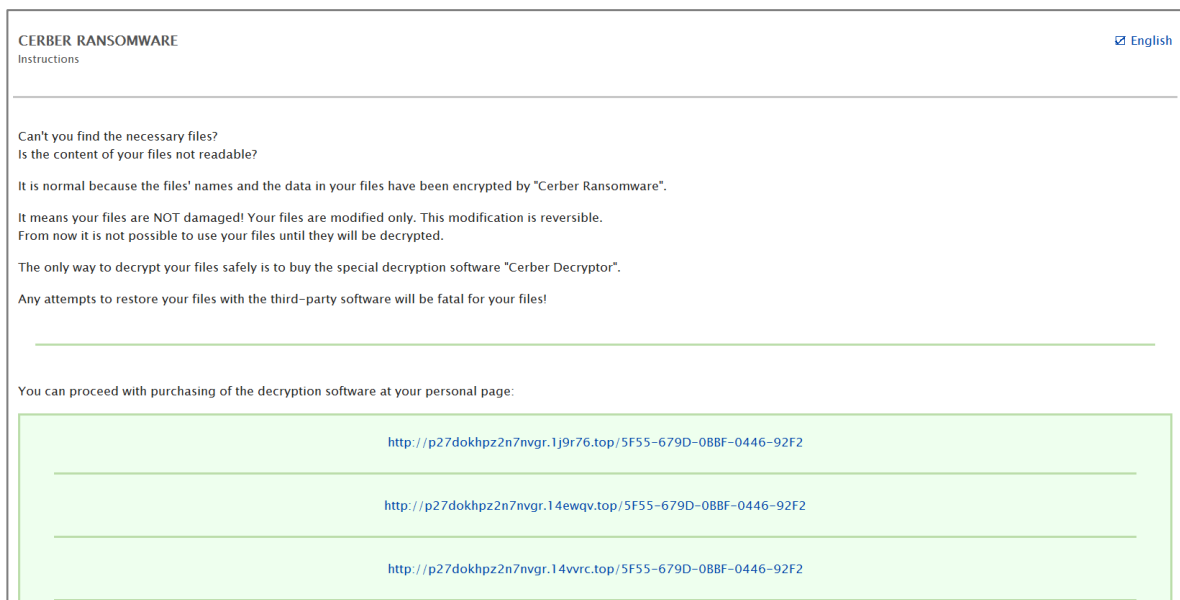 CERBER RANSOMWARE
English
Instructions
Can't you find the necessary files?
Is the content of your files not readable?
It is normal because the files' names and the data in your files have been encrypted by "Cerber Ransomware".
It means your files are NOT damaged! Your files are modified only. This modification is reversible.
From now it is not possible to use your files until they will be decrypted.
The only way to decrypt your files safely is to buy the special decryption software "Cerber Decryptor".
Any attempts to restore your files with the third-party software will be fatal for your files!
You can proceed with purchasing of the decryption software at your personal page:
http://p27dokhpz2n7nvgr.1j9r76.top/5F55-679D-0BBF-0446-92F2
http://p27dokhpz2n7nvgr.14ewqv.top/5F55-679D-0BBF-0446-92F2
http://p27dokhpz2n7nvgr.14vvrc.top/5F55-679D-0BBF-0446-92F2